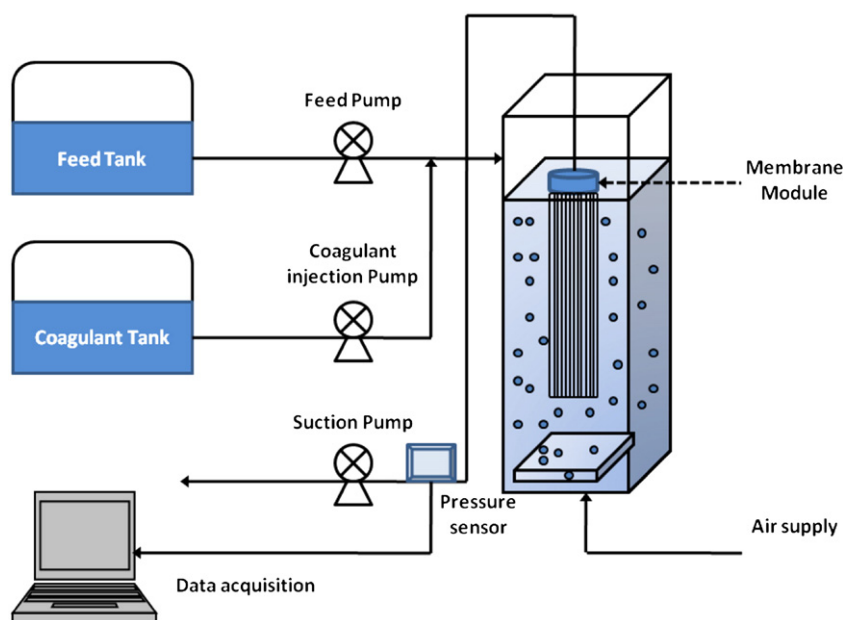 Feed Pump
Feed Tank
Membrane
Module
Coagulant
injection Pump
Coagulant Tank
Suction Pump
Pressure
sensor
Air supply
Data acquisition